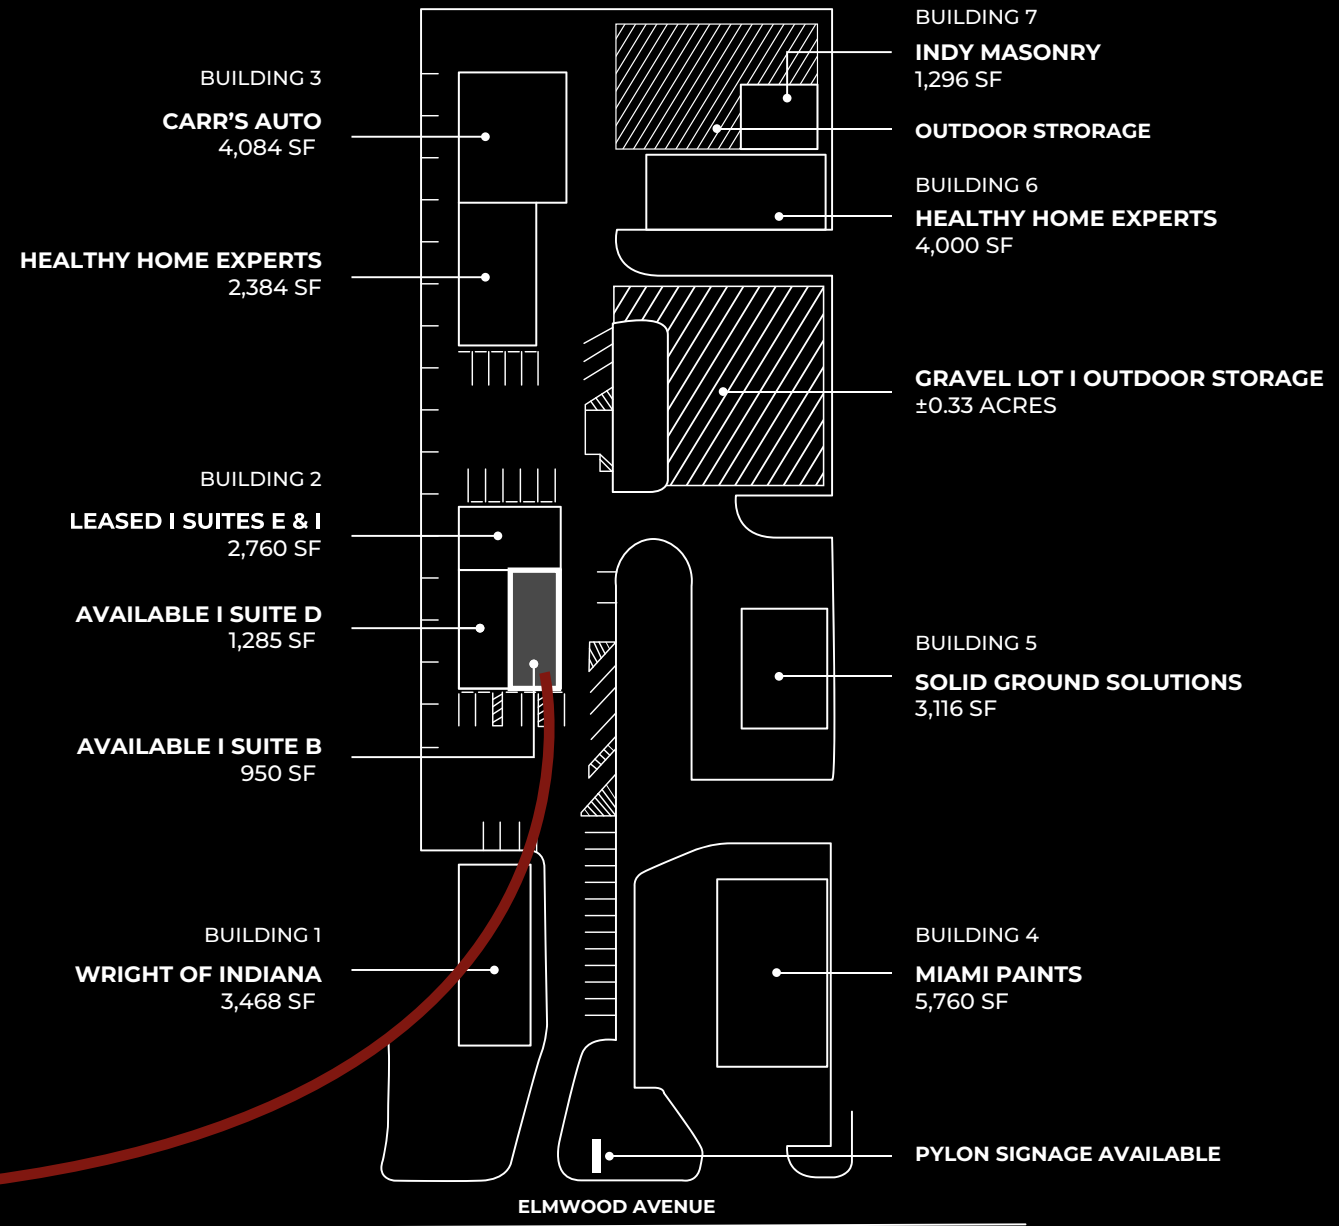 BUILDING 3
CARR'S AUTO
4,084 SF
HEALTHY HOME EXPERTS
2,384 SF
BUILDING 2
LEASED I SUITES E & I
2,760 SF
AVAILABLE I SUITE D
1,285 SF
AVAILABLE I SUITE B
950 SF
BUILDING 1
WRIGHT OF INDIANA
3,468 SF
BUILDING 7
INDY MASONRY
1,296 SF
OUTDOOR STRORAGE
BUILDING 6
HEALTHY HOME EXPERTS
4,000 SF
GRAVEL LOT I OUTDOOR STORAGE
±0.33 ACRES
BUILDING 5
SOLID GROUND SOLUTIONS
3,116 SF
BUILDING 4
MIAMI PAINTS
5,760 SF
PYLON SIGNAGE AVAILABLE
ELMWOOD AVENUE